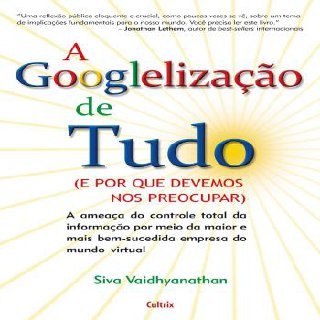 "Uma reflexão pública eloquente e crucial, como poucas vezes se vê, sobre um tema
de implicações fundamentais para o nosso mundo. Você precisa ler este livro."
– Jonathan Lethem, autor de best-sellers internacionais
A
Googlelização
de
Tudo
(E POR QUE DEVEMOS
NOS PREOCUPAR)
A ameaça do controle total da
informação por meio da maior e
mais bem-sucedida empresa do
mundo virtual
Siva Vaidhyanathan
Cultrix